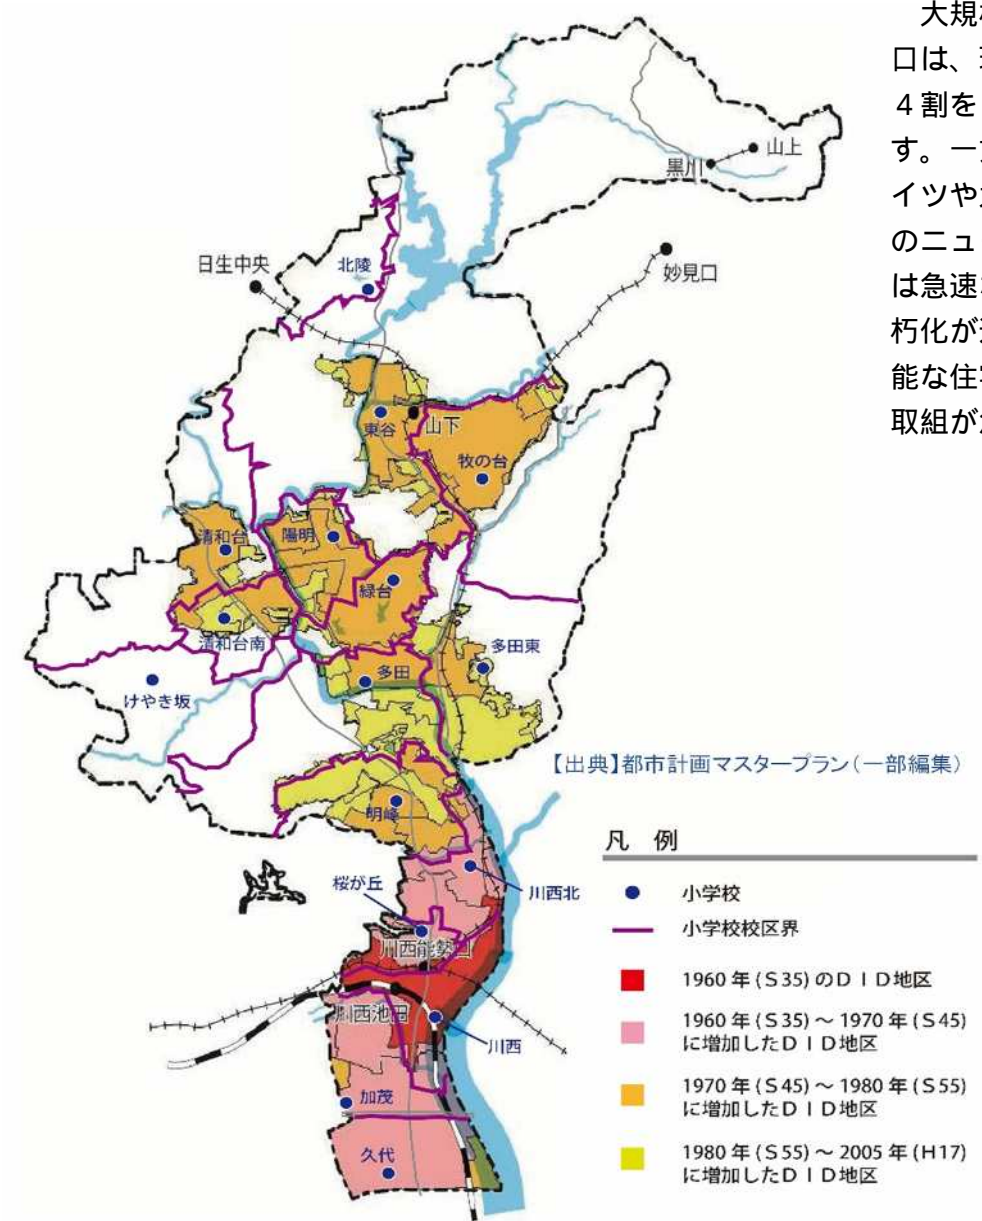 大規
口は、
４割を
す。一
イツや
のニュ
は急速
朽化が
能な住
取組が
山上
黒川
日生中央
北陵
妙見口
東谷
山下
牧の台
清和台
陽明
緑台
清和台南
多田
多田東
けやき坂
【出典】都市計画マスタープラン（一部編集）
明峰
桜が丘
川西北
川西能勢口
川西池田
川西
加茂
久代
凡 例
小学校
小学校校区界
1960年(S35)のＤＩＤ地区
1960年(S35)～1970年(S45)
に増加したＤＩＤ地区
1970年(S45)～1980年(S55)
に増加したＤＩＤ地区
1980年(S55)～2005年(H17)
に増加したＤＩＤ地区